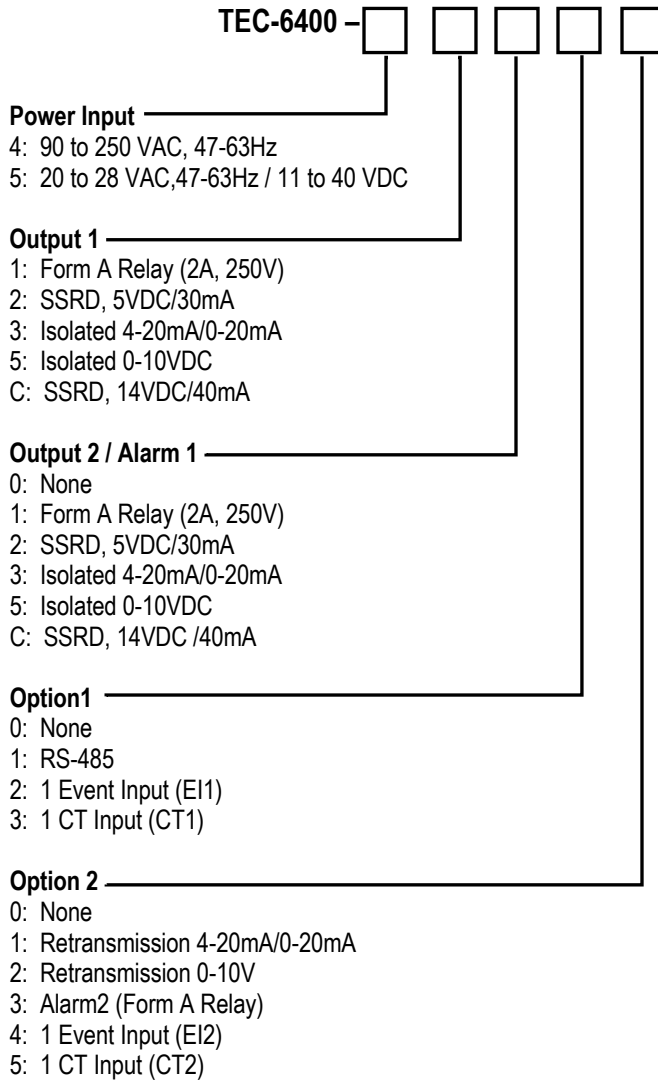 TEC-6400 –
Power Input
4: 90 to 250 VAC, 47-63Hz
5: 20 to 28 VAC,47-63Hz / 11 to 40 VDC
Output 1
1: Form A Relay (2A, 250V)
2: SSRD, 5VDC/30mA
3: Isolated 4-20mA/0-20mA
5: Isolated 0-10VDC
C: SSRD, 14VDC/40mA
Output 2 / Alarm 1
0: None
1: Form A Relay (2A, 250V)
2: SSRD, 5VDC/30mA
3: Isolated 4-20mA/0-20mA
5: Isolated 0-10VDC
C: SSRD, 14VDC /40mA
Option1
0: None
1: RS-485
2: 1 Event Input (EI1)
3: 1 CT Input (CT1)
Option 2
0: None
1: Retransmission 4-20mA/0-20mA
2: Retransmission 0-10V
3: Alarm2 (Form A Relay)
4: 1 Event Input (EI2)
5: 1 CT Input (CT2)